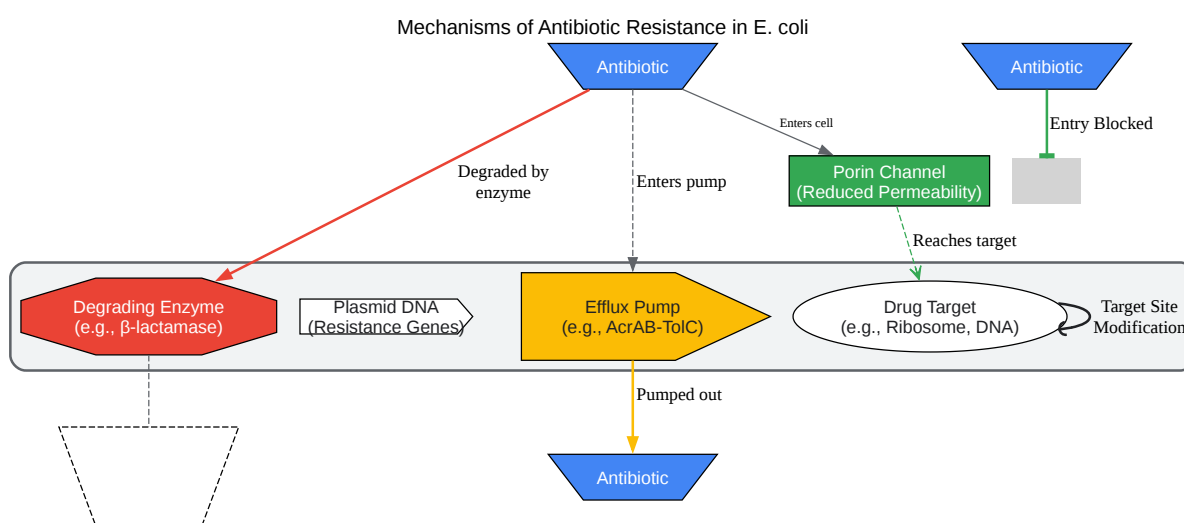 Mechanisms of Antibiotic Resistance in E. coli
Antibiotic
Antibiotic
Enters cell
Entry Blocked
Degraded by
enzyme
Enters pump
Porin Channel
(Reduced Permeability)
Reaches target
Degrading Enzyme
(e.g., β-lactamase)
Plasmid DNA
(Resistance Genes)
Efflux Pump
(e.g., AcrAB-TolC)
Drug Target
(e.g., Ribosome, DNA)
Target Site
Modification
Pumped out
Antibiotic